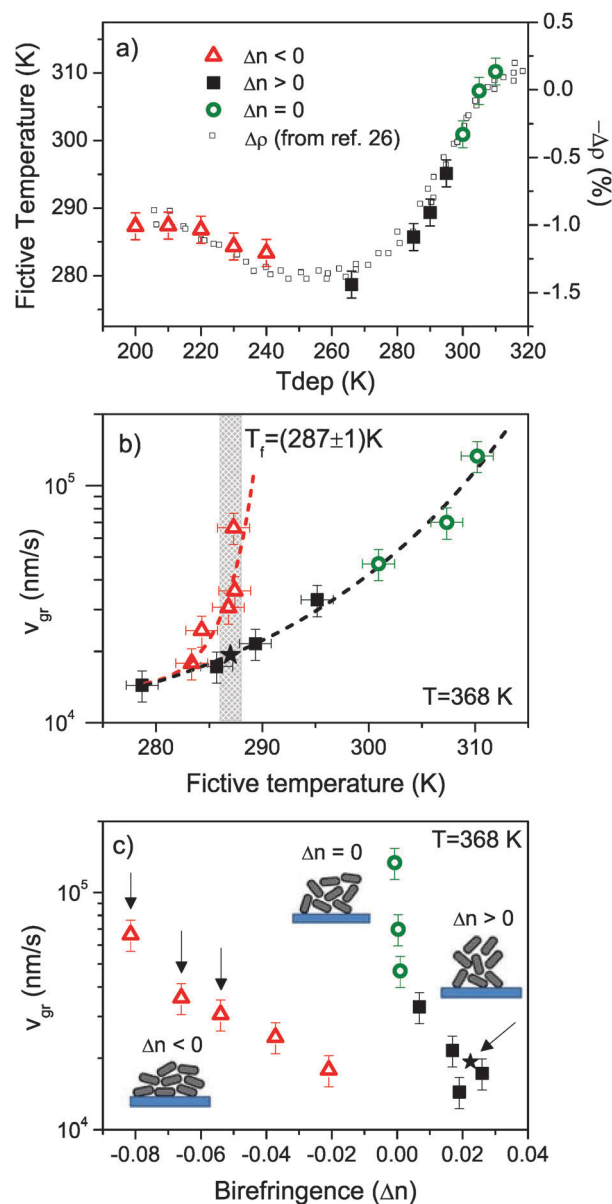 a)
Δn < 0
Δn > 0
Δn = 0
Δρ (from ref. 26)
Fictive Temperature (K)
310
300
290
280
0.5
0.0
-0.5
-1.0
-1.5
−Δρ (%)
200 220 240 260 280 300 320
Tdep (K)
b)
T_f=(287±1)K
v_gr (nm/s)
10^5
10^4
T=368 K
280 290 300 310
Fictive temperature (K)
c)
T=368 K
Δn = 0
Δn > 0
Δn < 0
v_gr (nm/s)
10^5
10^4
-0.08 -0.06 -0.04 -0.02 0.00 0.02 0.04
Birefringence (Δn)